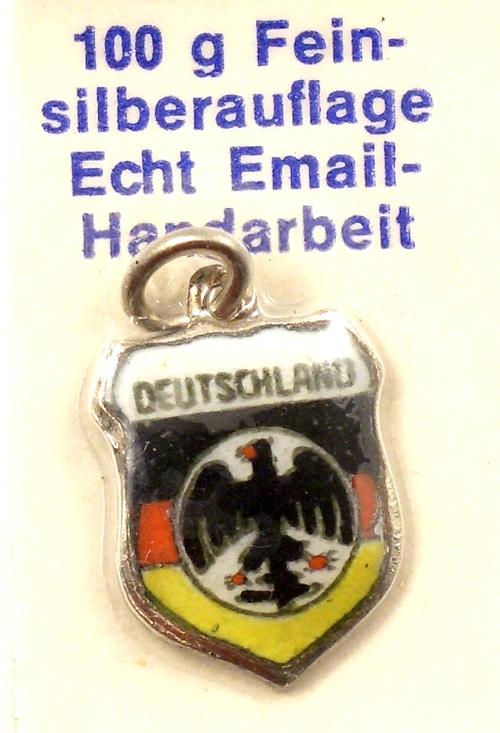 100 g Fein-
silberauflage
Echt Email-
Handarbeit
DEUTSCHLAND